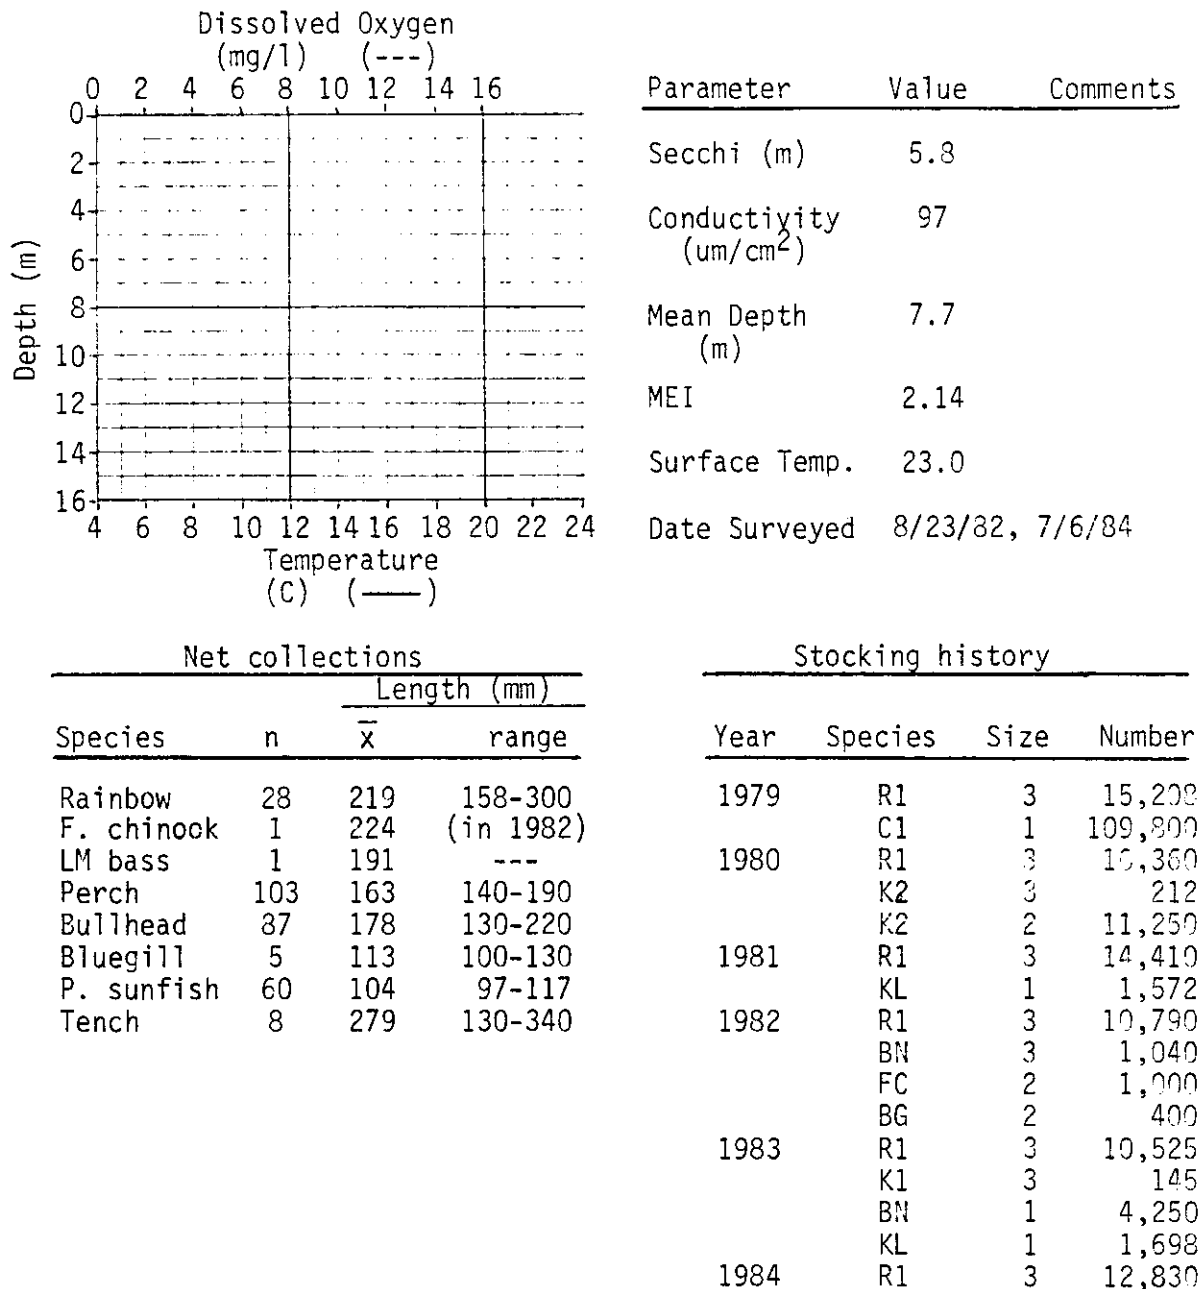 Dissolved Oxygen
(mg/l) (---)
0 2 4 6 8 10 12 14 16
0
2
4
6
8
10
12
14
16
Depth (m)
4 6 8 10 12 14 16 18 20 22 24
Temperature
(C) (——)
Parameter Value Comments
Secchi (m) 5.8
Conductivity 97
(um/cm²)
Mean Depth 7.7
(m)
MEI 2.14
Surface Temp. 23.0
Date Surveyed 8/23/82, 7/6/84
Net collections
Length (mm)
Species n x̄ range
Rainbow 28 219 158-300
F. chinook 1 224 (in 1982)
LM bass 1 191 ---
Perch 103 163 140-190
Bullhead 87 178 130-220
Bluegill 5 113 100-130
P. sunfish 60 104 97-117
Tench 8 279 130-340
Stocking history
Year Species Size Number
1979 R1 3 15,208
C1 1 109,800
1980 R1 3
K2 3 212
K2 2 11,250
1981 R1 3 14,410
KL 1 1,572
1982 R1 3 10,790
BN 3 1,040
FC 2 1,000
BG 2 400
1983 R1 3 10,525
K1 3 145
BN 1 4,250
KL 1 1,698
1984 R1 3 12,830